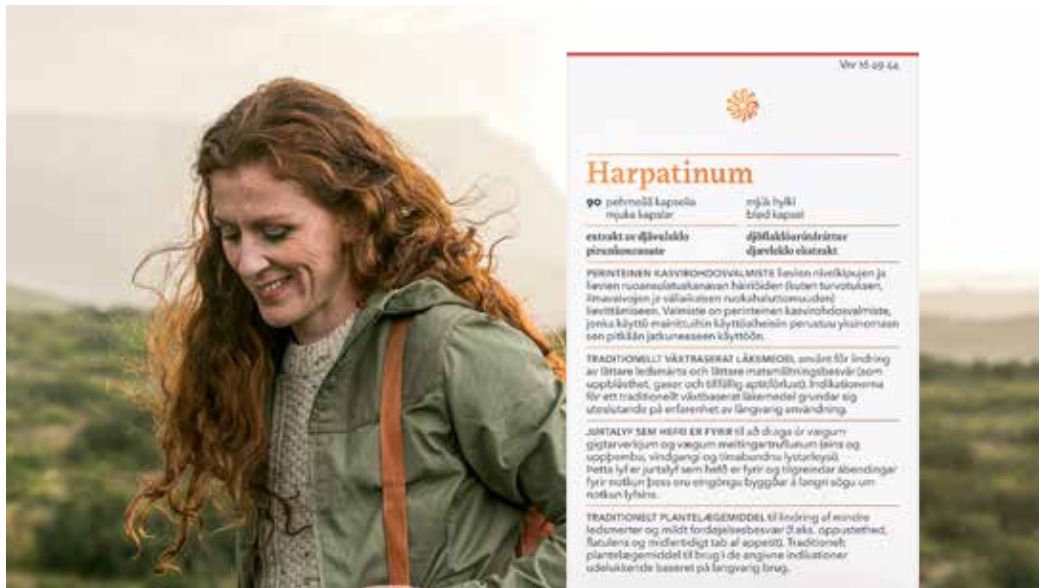 Vnr 16 49 44
Harpatinum
90 pehmeää kapselia
mjuka kapslar
mjúk hylki
blød kapsel
extrakt av djävulsklo
pirunkouranuute
djöflaklóarútdráttur
djævleklo ekstrakt
PERINTEINEN KASVIROHDOSVALMISTE lievien nivelkipujen ja
lievien ruoansulatuskanavan häiriöiden (kuten turvotuksen,
ilmavaivojen ja väliaikaisen ruokahaluttomuuden)
lievittämiseen. Valmiste on perinteinen kasvirohdosvalmiste,
jonka käyttö mainittuihin käyttöaiheisiin perustuu yksinomaan
sen pitkään jatkuneeseen käyttöön.
TRADITIONELLT VÄXTBASERAT LÄKEMEDEL använt för lindring
av lättare ledsmärta och lättare matsmältningsbesvär (som
uppblåsthet, gaser och tillfällig aptitförlust). Indikationerna
för ett traditionellt växtbaserat läkemedel grundar sig
uteslutande på erfarenhet av långvarig användning.
JURTALYF SEM HEFÐ ER FYRIR til að draga úr vægum
gigtarverkjum og vægum meltingartruflunum (eins og
uppþembu, vindgangi og tímabundnu lystarleysi).
Þetta lyf er jurtalyf sem hefð er fyrir og tilgreindar ábendingar
fyrir notkun þess eru eingöngu byggðar á langri sögu um
notkun lyfsins.
TRADITIONELT PLANTELÆGEMIDDEL til lindring af mindre
ledsmerter og mildt fordøjelsesbesvær (f.eks. oppustethed,
flatulens og midlertidigt tab af appetit). Traditionelt
plantelægemiddel til brug i de angivne indikationer
udelukkende baseret på langvarig brug.